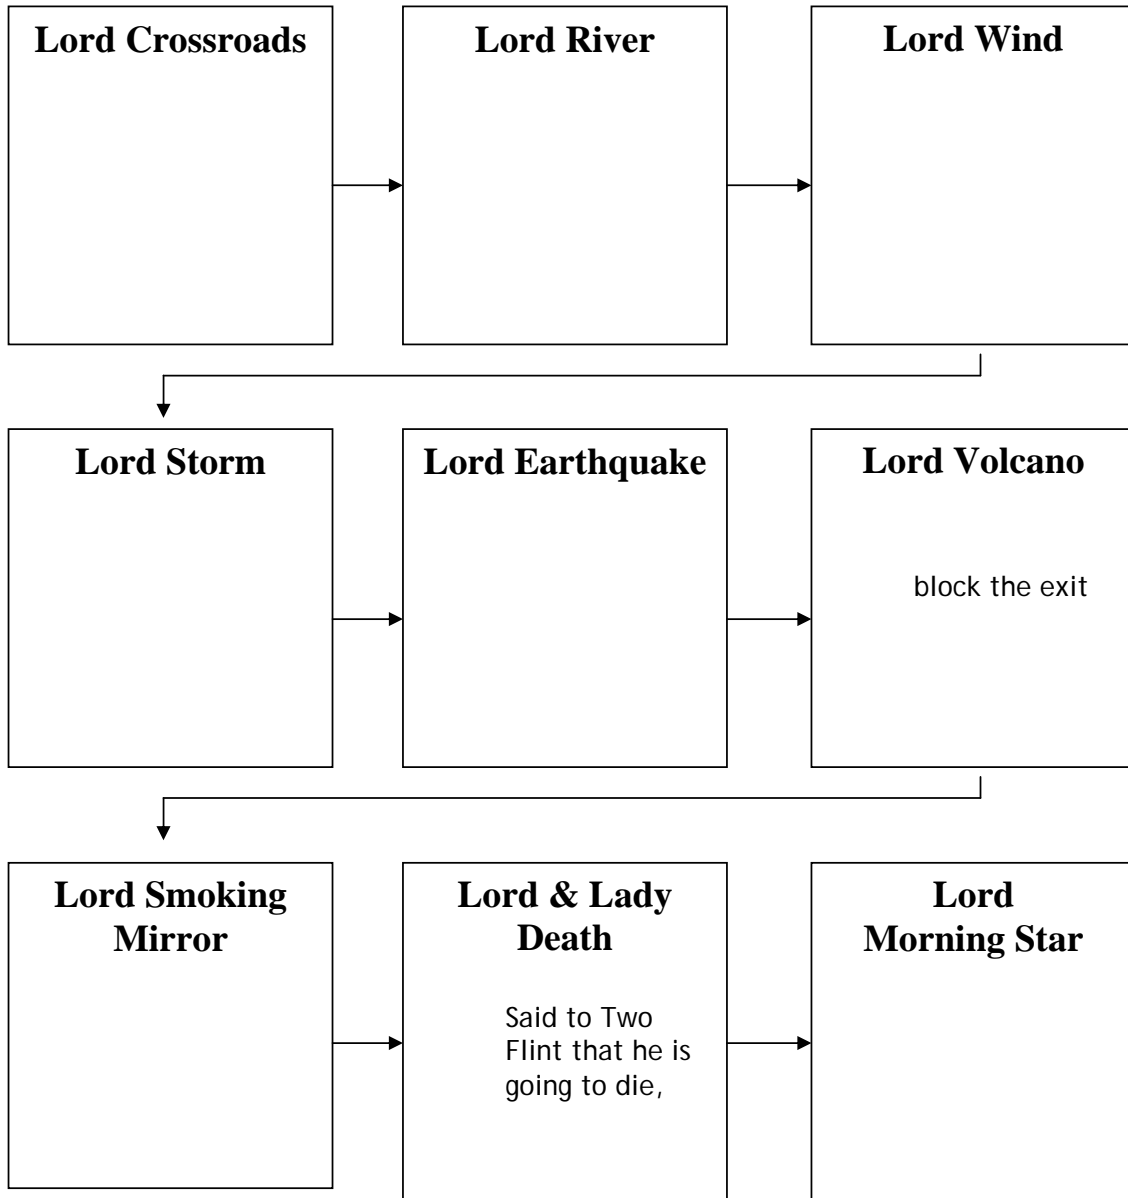 Lord Crossroads
Lord River
Lord Wind
Lord Storm
Lord Earthquake
Lord Volcano
block the exit
Lord Smoking
Mirror
Lord & Lady
Death
Said to Two
Flint that he is
going to die,
Lord
Morning Star